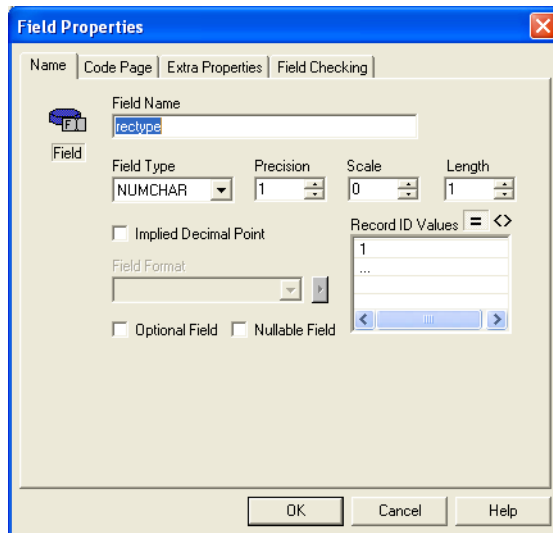 Field Properties
Name Code Page Extra Properties Field Checking
F
Field
Field Name
rectype
Field Type Precision Scale Length
NUMCHAR 1 0 1
Implied Decimal Point
Record ID Values = <>
1
...
Field Format
Optional Field Nullable Field
OK Cancel Help